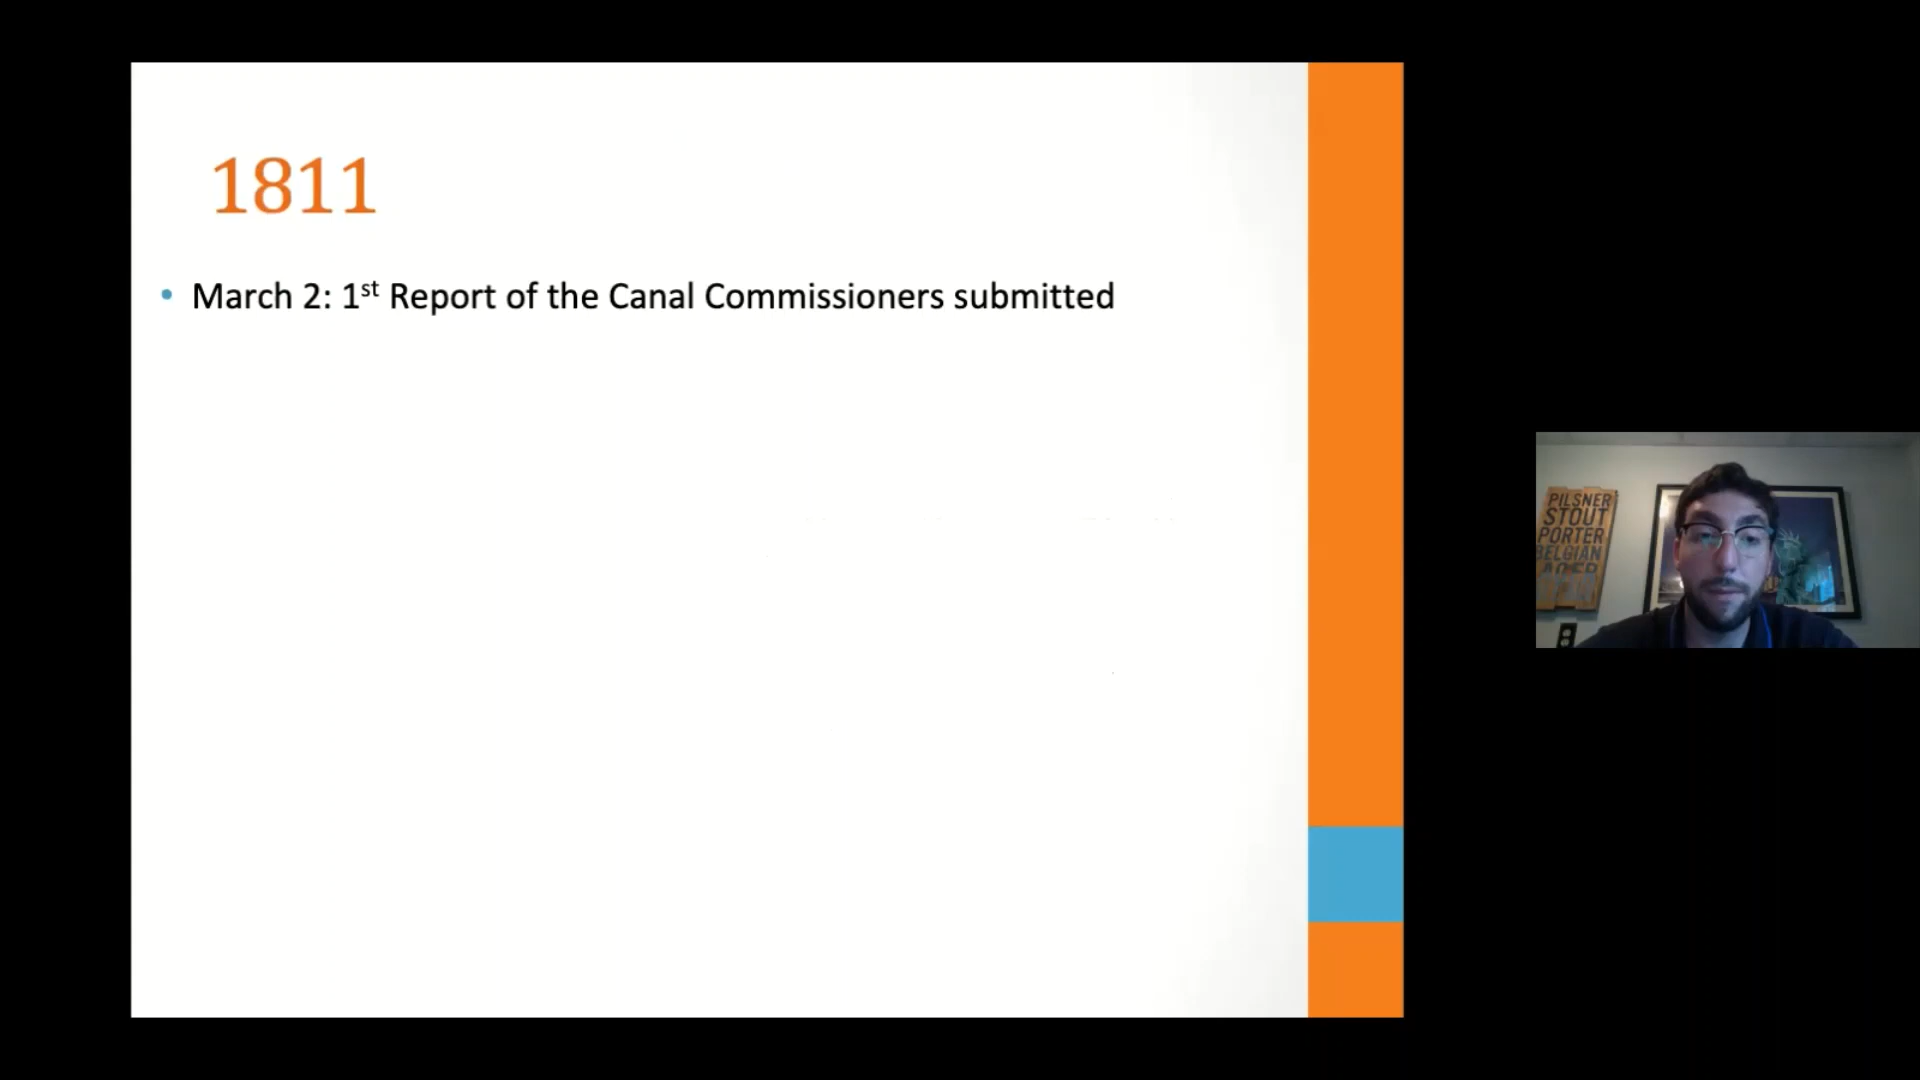 1811
• March 2: 1st Report of the Canal Commissioners submitted
PILSNER
STOUT
PORTER
BELGIAN